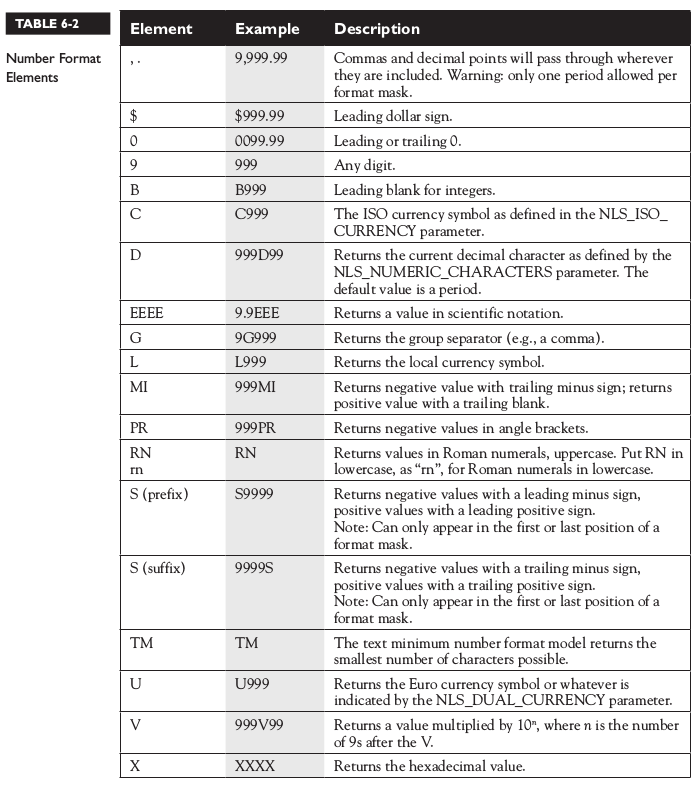 TABLE 6-2
Number Format
Elements
Element Example Description
, . 9,999.99 Commas and decimal points will pass through wherever
they are included. Warning: only one period allowed per
format mask.
$ $999.99 Leading dollar sign.
0 0099.99 Leading or trailing 0.
9 999 Any digit.
B B999 Leading blank for integers.
C C999 The ISO currency symbol as defined in the NLS_ISO_
CURRENCY parameter.
D 999D99 Returns the current decimal character as defined by the
NLS_NUMERIC_CHARACTERS parameter. The
default value is a period.
EEEE 9.9EEE Returns a value in scientific notation.
G 9G999 Returns the group separator (e.g., a comma).
L L999 Returns the local currency symbol.
MI 999MI Returns negative value with trailing minus sign; returns
positive value with a trailing blank.
PR 999PR Returns negative values in angle brackets.
RN RN Returns values in Roman numerals, uppercase. Put RN in
rn lowercase, as “rn”, for Roman numerals in lowercase.
S (prefix) S9999 Returns negative values with a leading minus sign,
positive values with a leading positive sign.
Note: Can only appear in the first or last position of a
format mask.
S (suffix) 9999S Returns negative values with a trailing minus sign,
positive values with a trailing positive sign.
Note: Can only appear in the first or last position of a
format mask.
TM TM The text minimum number format model returns the
smallest number of characters possible.
U U999 Returns the Euro currency symbol or whatever is
indicated by the NLS_DUAL_CURRENCY parameter.
V 999V99 Returns a value multiplied by 10ⁿ, where n is the number
of 9s after the V.
X XXXX Returns the hexadecimal value.